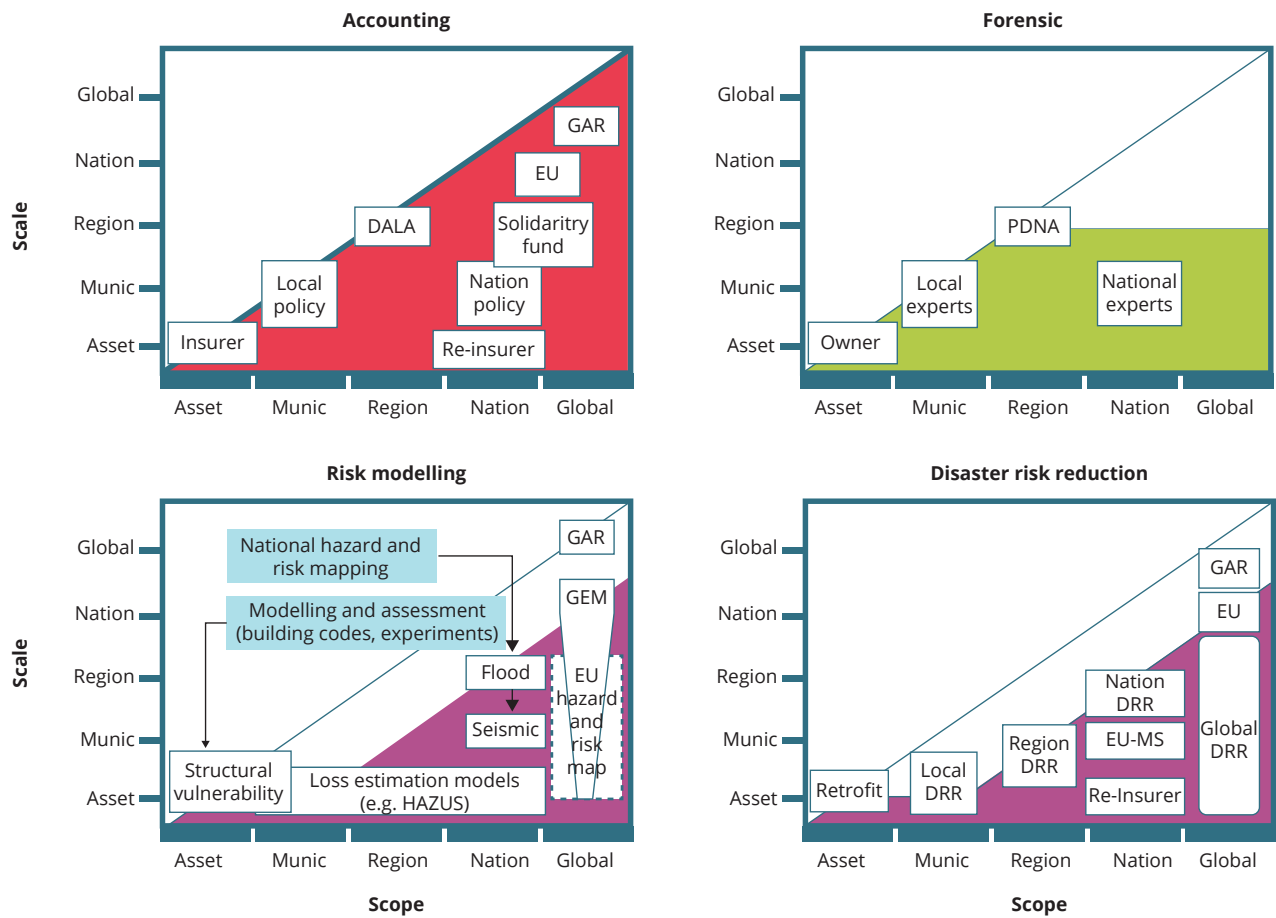 Accounting
Scale
Global
Nation
Region
Munic
Asset
GAR
EU
DALA
Solidaritry
fund
Local
policy
Nation
policy
Insurer
Re-insurer
Asset
Munic
Region
Nation
Global
Forensic
Global
Nation
Region
Munic
Asset
PDNA
Local
experts
National
experts
Owner
Asset
Munic
Region
Nation
Global
Risk modelling
Scale
Global
Nation
Region
Munic
Asset
National hazard and
risk mapping
Modelling and assessment
(building codes, experiments)
GAR
GEM
Flood
Seismic
EU
hazard
and
risk
map
Structural
vulnerability
Loss estimation models
(e.g. HAZUS)
Asset
Munic
Region
Nation
Global
Scope
Disaster risk reduction
Global
Nation
Region
Munic
Asset
GAR
EU
Nation
DRR
EU-MS
Re-Insurer
Global
DRR
Region
DRR
Local
DRR
Retrofit
Asset
Munic
Region
Nation
Global
Scope